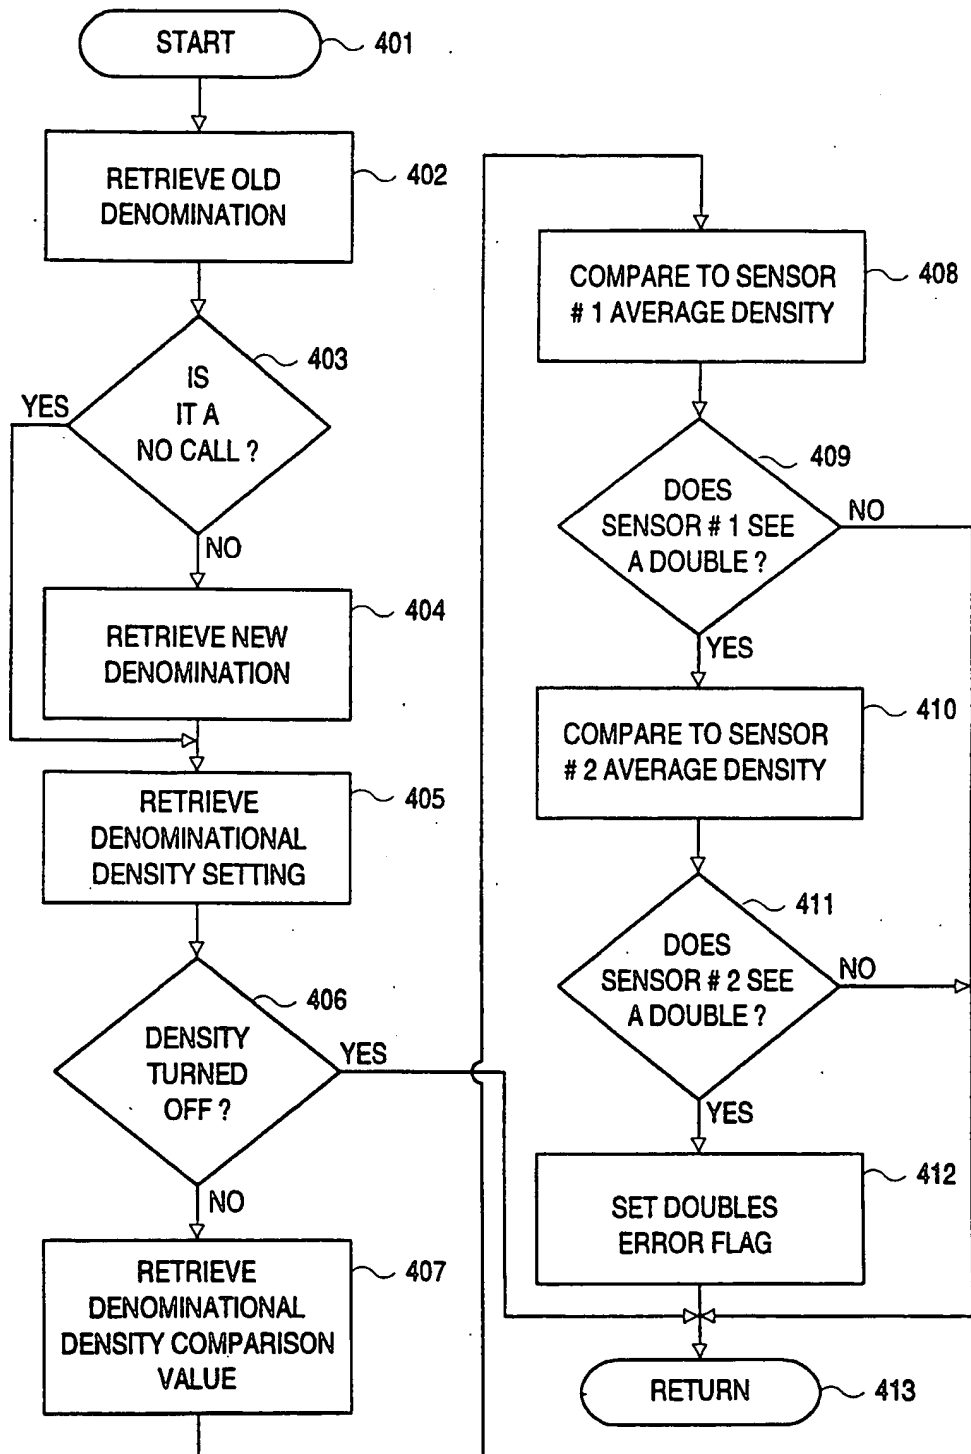 START
401
RETRIEVE OLD
DENOMINATION
402
IS
IT A
NO CALL ?
403
YES
NO
RETRIEVE NEW
DENOMINATION
404
RETRIEVE
DENOMINATIONAL
DENSITY SETTING
405
DENSITY
TURNED
OFF ?
406
YES
NO
RETRIEVE
DENOMINATIONAL
DENSITY COMPARISON
VALUE
407
COMPARE TO SENSOR
# 1 AVERAGE DENSITY
408
DOES
SENSOR # 1 SEE
A DOUBLE ?
409
NO
YES
COMPARE TO SENSOR
# 2 AVERAGE DENSITY
410
DOES
SENSOR # 2 SEE
A DOUBLE ?
411
NO
YES
SET DOUBLES
ERROR FLAG
412
RETURN
413